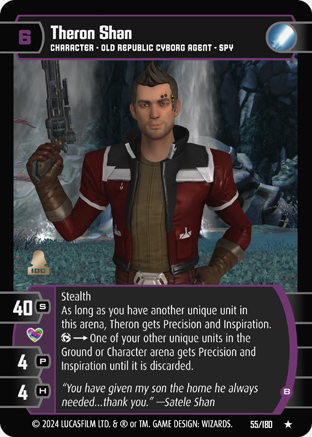 6
Theron Shan
CHARACTER - OLD REPUBLIC CYBORG AGENT - SPY
IDC
40 S
4 P
4 H
Stealth
As long as you have another unique unit in
this arena, Theron gets Precision and Inspiration.
→ One of your other unique units in the
Ground or Character arena gets Precision and
Inspiration until it is discarded.
"You have given my son the home he always
needed...thank you." —Satele Shan
B
© 2024 LUCASFILM LTD. & ® or TM. GAME DESIGN: WIZARDS.
55/180 ★